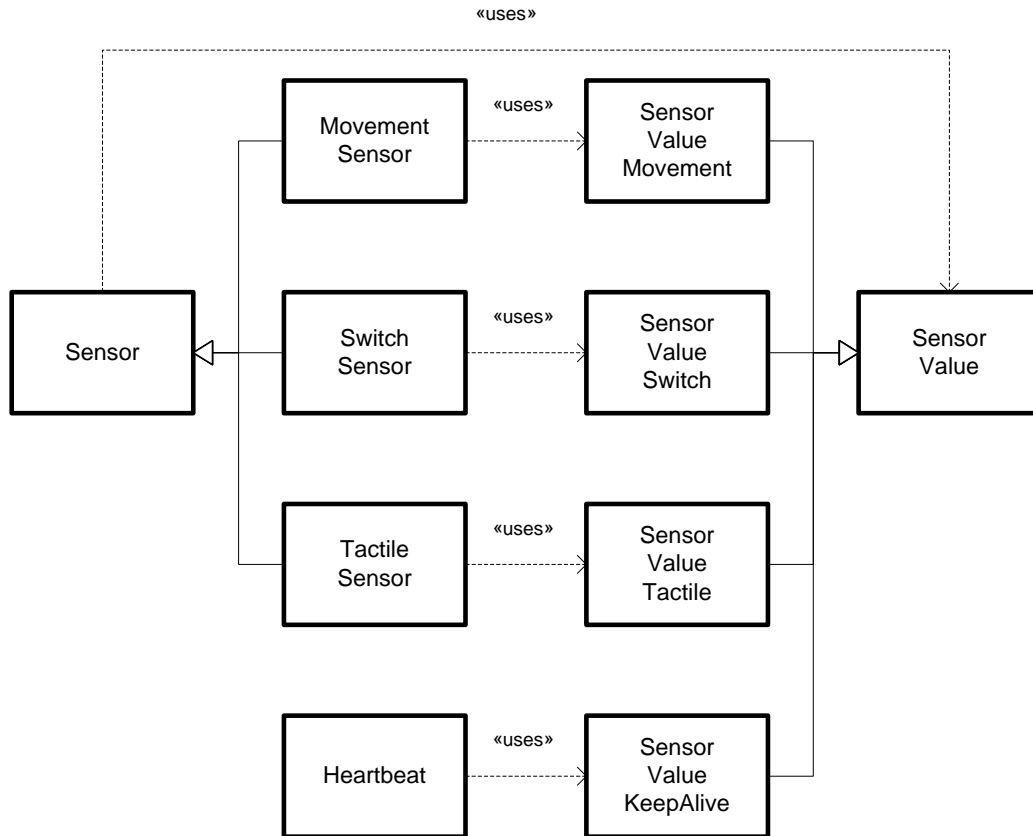 «uses»
Movement
Sensor
«uses»
Sensor
Value
Movement
Sensor
Switch
Sensor
«uses»
Sensor
Value
Switch
Sensor
Value
Tactile
Sensor
«uses»
Sensor
Value
Tactile
Heartbeat
«uses»
Sensor
Value
KeepAlive